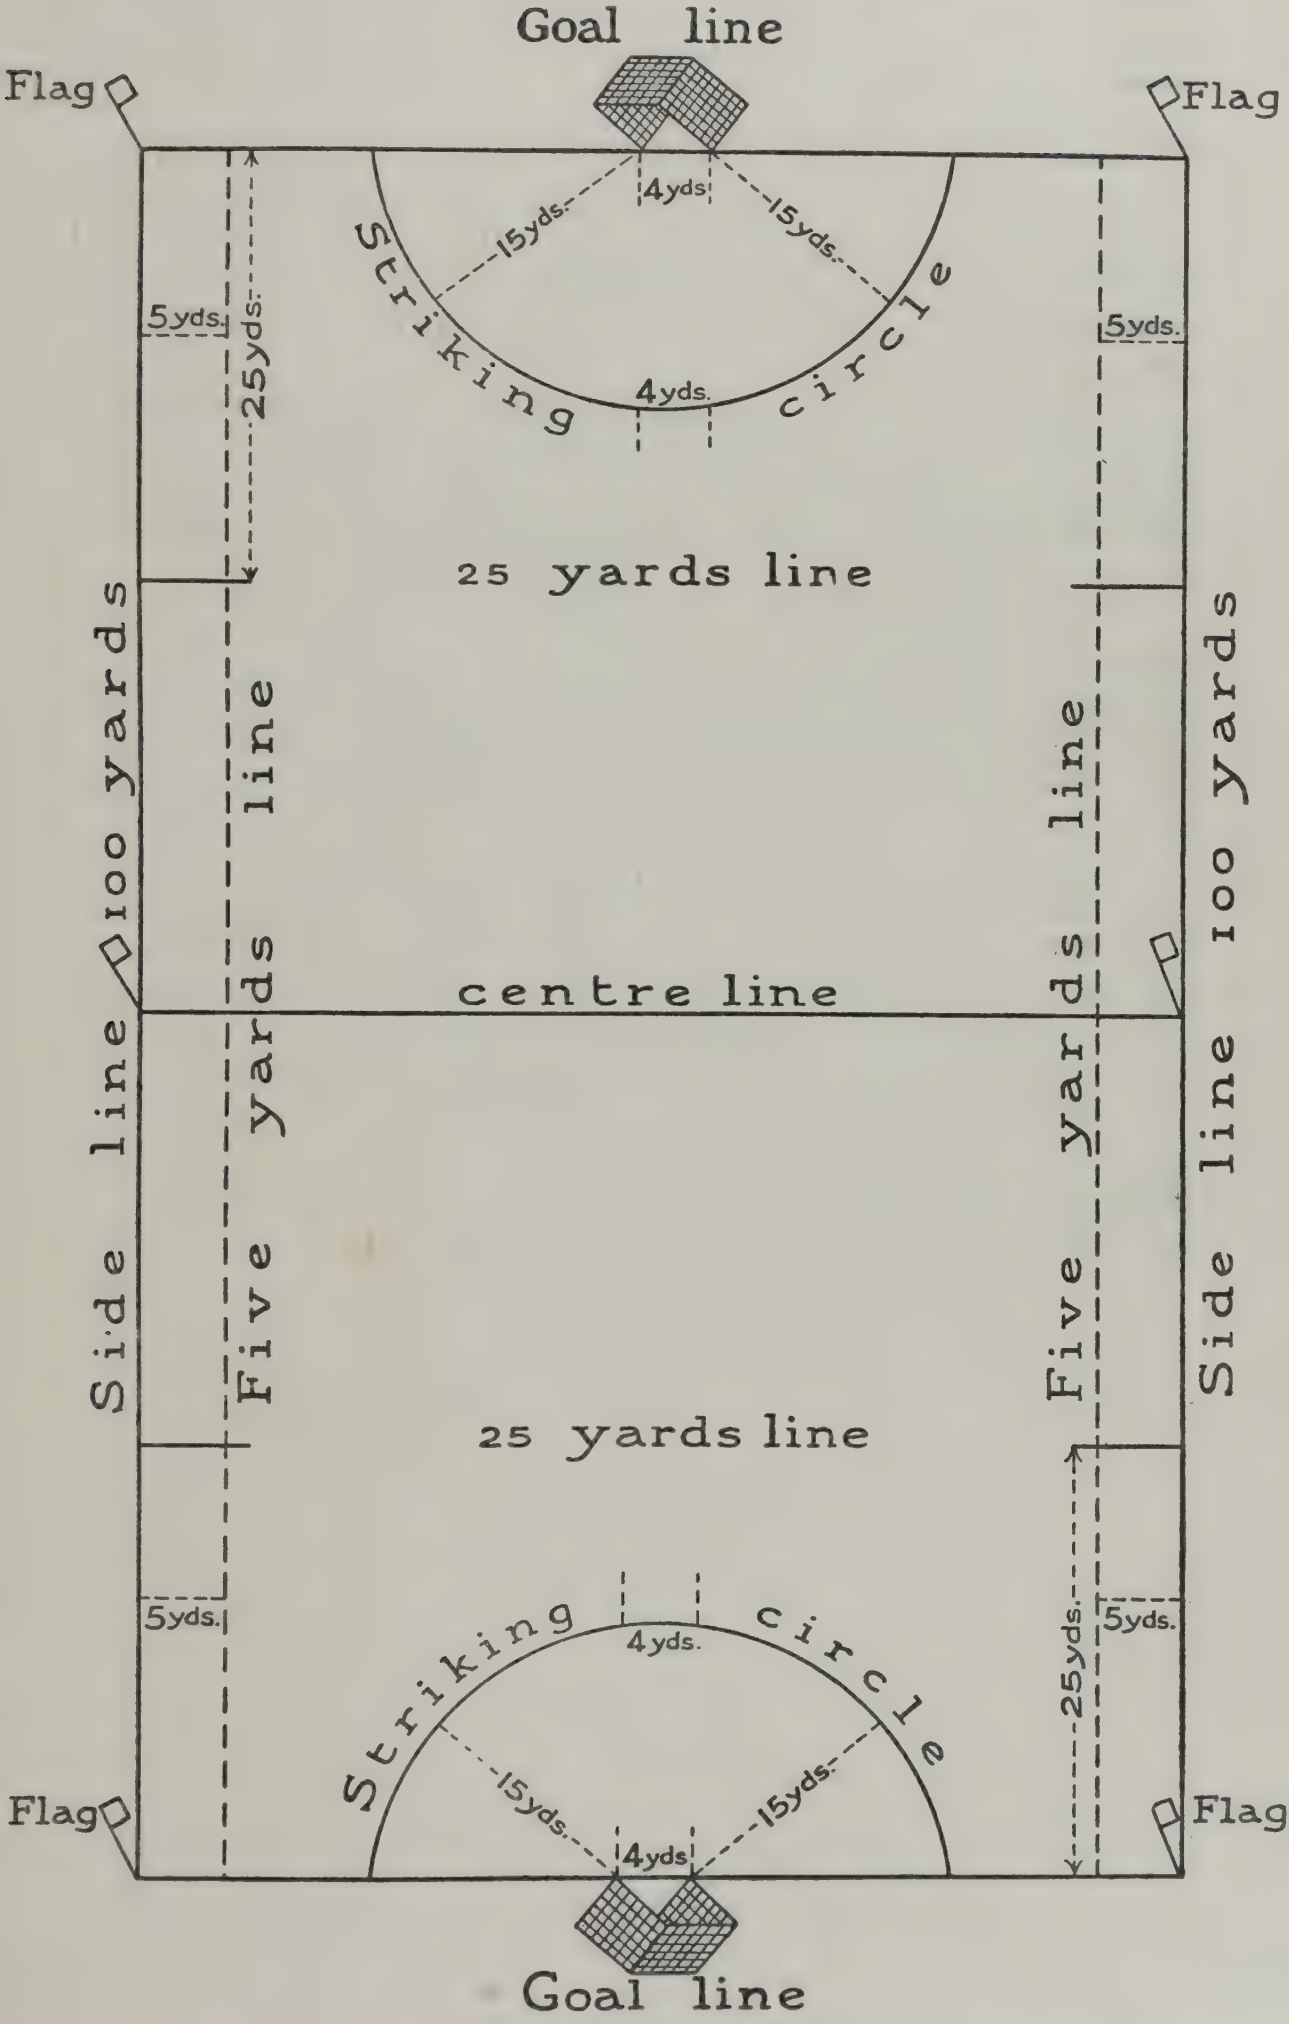 Goal line
Flag
Flag
4yds.
15yds.
15yds.
Striking circle
5yds.
25yds.
5yds.
4yds.
25 yards line
Side line 100 yards
Five yards line
Five yards line
Side line 100 yards
centre line
25 yards line
5yds.
Striking circle
4yds.
25yds.
5yds.
15yds.
15yds.
Flag
4yds
Flag
Goal line